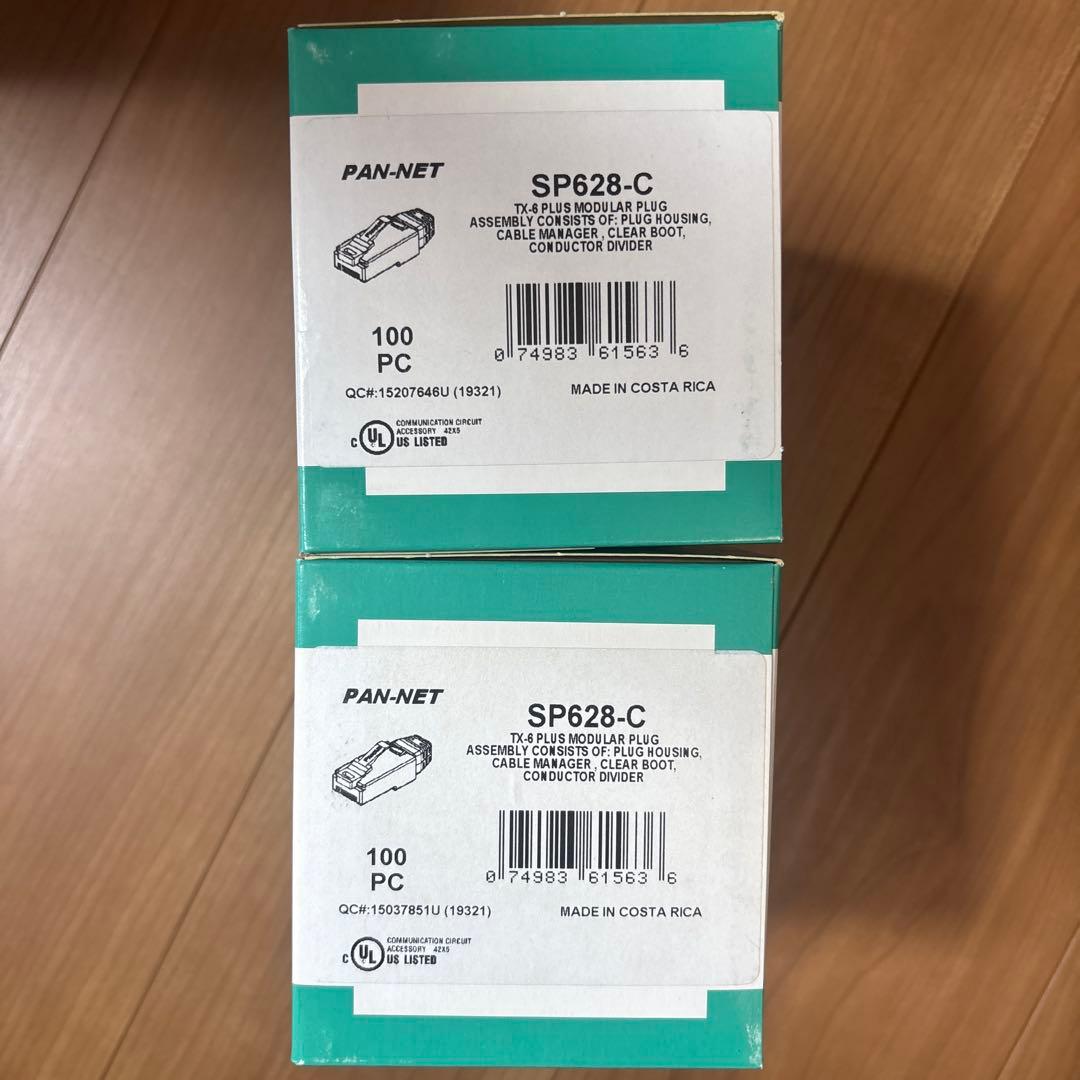 PAN-NET
SP628-C
TX-6 PLUS MODULAR PLUG
ASSEMBLY CONSISTS OF: PLUG HOUSING,
CABLE MANAGER , CLEAR BOOT,
CONDUCTOR DIVIDER
100
PC
0 74983 61563 6
QC#:15207646U (19321)
MADE IN COSTA RICA
C UL US LISTED
COMMUNICATION CIRCUIT
ACCESSORY 42X5
PAN-NET
SP628-C
TX-6 PLUS MODULAR PLUG
ASSEMBLY CONSISTS OF: PLUG HOUSING,
CABLE MANAGER , CLEAR BOOT,
CONDUCTOR DIVIDER
100
PC
0 74983 61563 6
QC#:15037851U (19321)
MADE IN COSTA RICA
C UL US LISTED
COMMUNICATION CIRCUIT
ACCESSORY 42X5